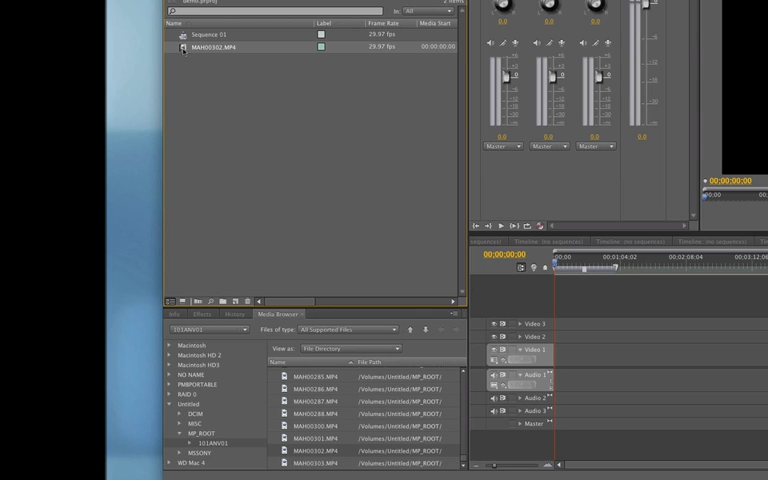 demo.prproj
2 Items
In: All
Name Label Frame Rate Media Start
Sequence 01 29.97 fps
MAH00302.MP4 29.97 fps 00:00:00:00
0.0 0.0 0.0
0 0 0
0.0 0.0 0.0 0.0
Master Master Master
00;00;00;00
00;00
Info Effects History Media Browser
101ANV01 Files of type: All Supported Files
View as: File Directory
Name File Path
Macintosh
Macintosh HD 2
Macintosh HD3
NO NAME
PMBPORTABLE
RAID 0
Untitled
DCIM
MISC
MP_ROOT
101ANV01
MSSONY
WD Mac 4
MAH00285.MP4 /Volumes/Untitled/MP_ROOT/
MAH00286.MP4 /Volumes/Untitled/MP_ROOT/
MAH00287.MP4 /Volumes/Untitled/MP_ROOT/
MAH00288.MP4 /Volumes/Untitled/MP_ROOT/
MAH00300.MP4 /Volumes/Untitled/MP_ROOT/
MAH00301.MP4 /Volumes/Untitled/MP_ROOT/
MAH00302.MP4 /Volumes/Untitled/MP_ROOT/
MAH00303.MP4 /Volumes/Untitled/MP_ROOT/
sequences) Timeline: (no sequences) Timeline: (no sequences) Timeline: (no sequences)
00;00;00;00
00;00 00;01;04;02 00;02;08;04 00;03;12;06
Video 3
Video 2
Video 1
Audio 1
Audio 2
Audio 3
Master